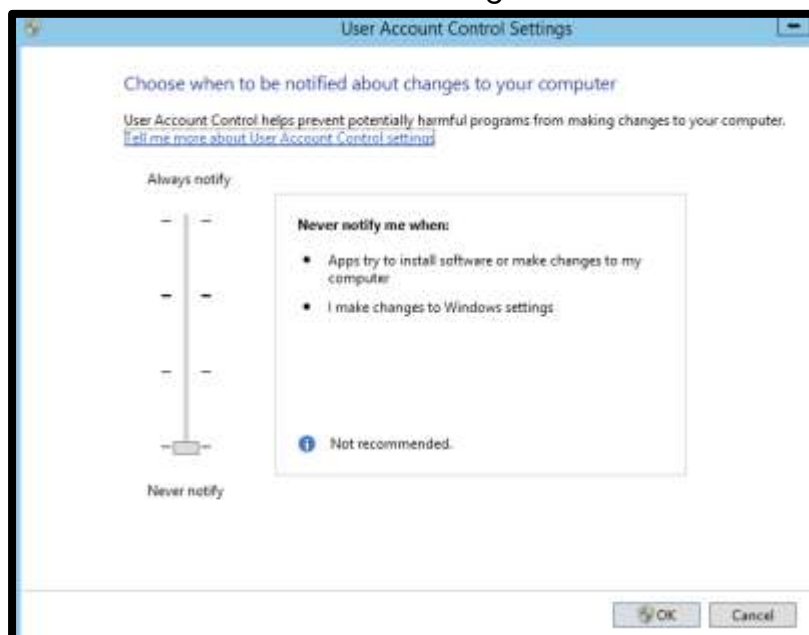 User Account Control Settings
Choose when to be notified about changes to your computer
User Account Control helps prevent potentially harmful programs from making changes to your computer.
Tell me more about User Account Control settings
Always notify
Never notify me when:
• Apps try to install software or make changes to my
computer
• I make changes to Windows settings
Not recommended.
Never notify
OK
Cancel